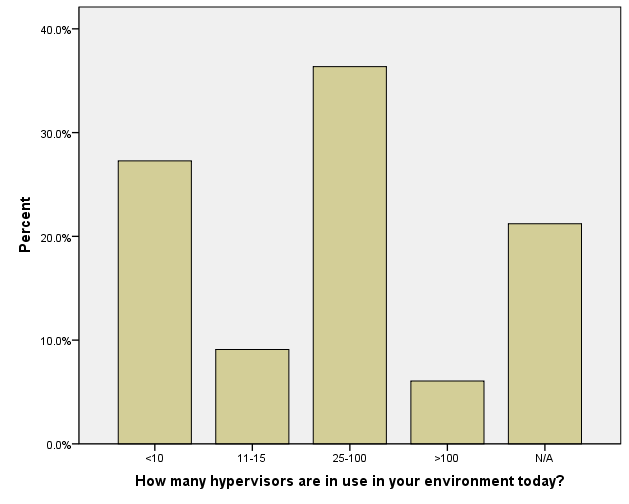 40.0%
30.0%
20.0%
10.0%
0.0%
Percent
<10 11-15 25-100 >100 N/A
How many hypervisors are in use in your environment today?